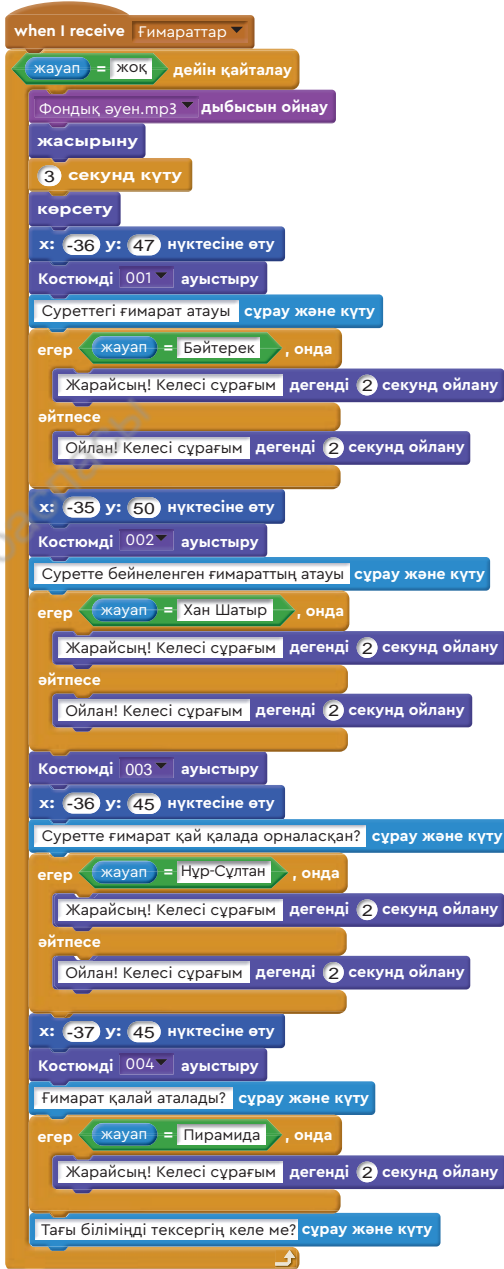 when I receive Ғимараттар
жауап = жоқ дейін қайталау
Фондық әуен.mp3 дыбысын ойнау
жасырыну
3 секунд күту
көрсету
x: -36 y: 47 нүктесіне өту
Костюмді 001 ауыстыру
Суреттегі ғимарат атауы сұрау және күту
егер жауап = Бәйтерек , онда
Жарайсың! Келесі сұрағым дегенді 2 секунд ойлану
әйтпесе
Ойлан! Келесі сұрағым дегенді 2 секунд ойлану
x: -35 y: 50 нүктесіне өту
Костюмді 002 ауыстыру
Суретте бейнеленген ғимараттың атауы сұрау және күту
егер жауап = Хан Шатыр , онда
Жарайсың! Келесі сұрағым дегенді 2 секунд ойлану
әйтпесе
Ойлан! Келесі сұрағым дегенді 2 секунд ойлану
Костюмді 003 ауыстыру
x: -36 y: 45 нүктесіне өту
Суретте ғимарат қай қалада орналасқан? сұрау және күту
егер жауап = Нұр-Сұлтан , онда
Жарайсың! Келесі сұрағым дегенді 2 секунд ойлану
әйтпесе
Ойлан! Келесі сұрағым дегенді 2 секунд ойлану
x: -37 y: 45 нүктесіне өту
Костюмді 004 ауыстыру
Ғимарат қалай аталады? сұрау және күту
егер жауап = Пирамида , онда
Жарайсың! Келесі сұрағым дегенді 2 секунд ойлану
Тағы біліміңді тексергің келе ме? сұрау және күту